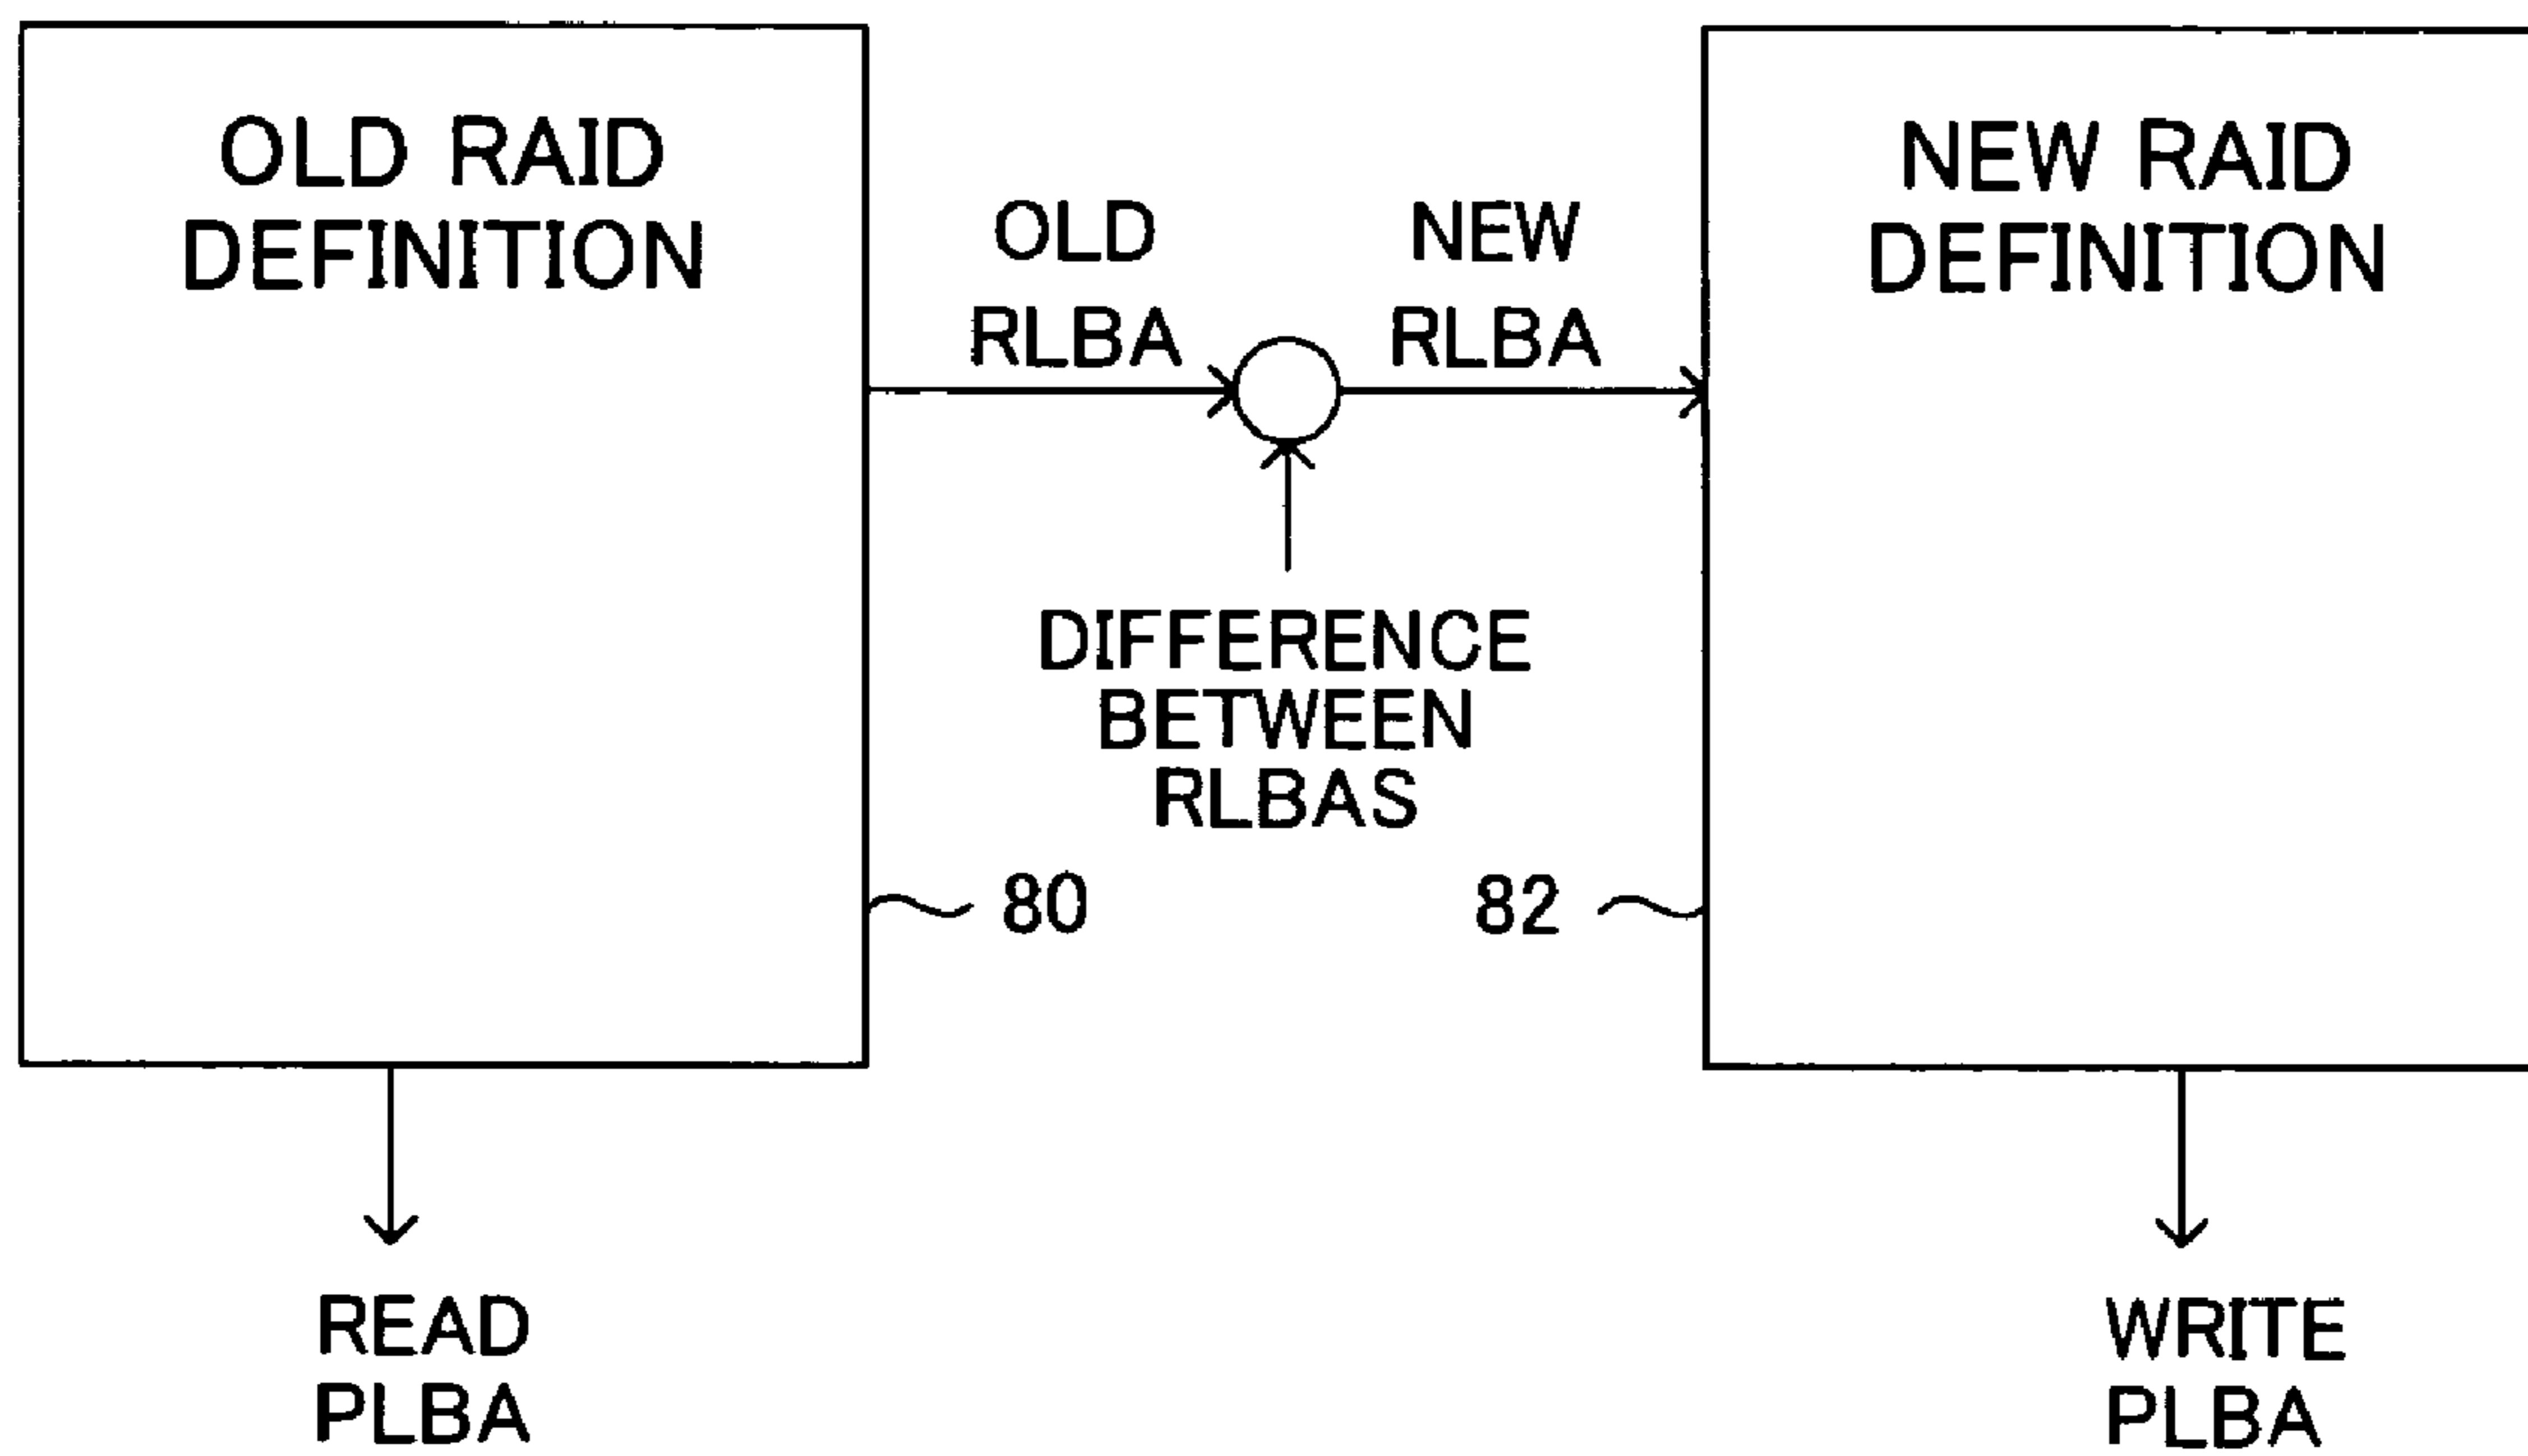 OLD RAID
DEFINITION
OLD
RLBA
NEW
RLBA
NEW RAID
DEFINITION
DIFFERENCE
BETWEEN
RLBAS
80
82
READ
PLBA
WRITE
PLBA